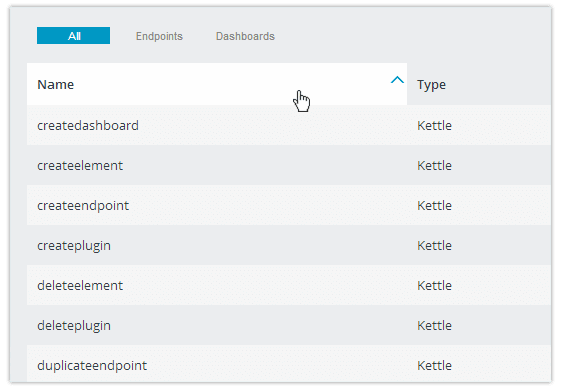 All Endpoints Dashboards
Name Type
createdashboard Kettle
createelement Kettle
createendpoint Kettle
createplugin Kettle
deleteelement Kettle
deleteplugin Kettle
duplicateendpoint Kettle